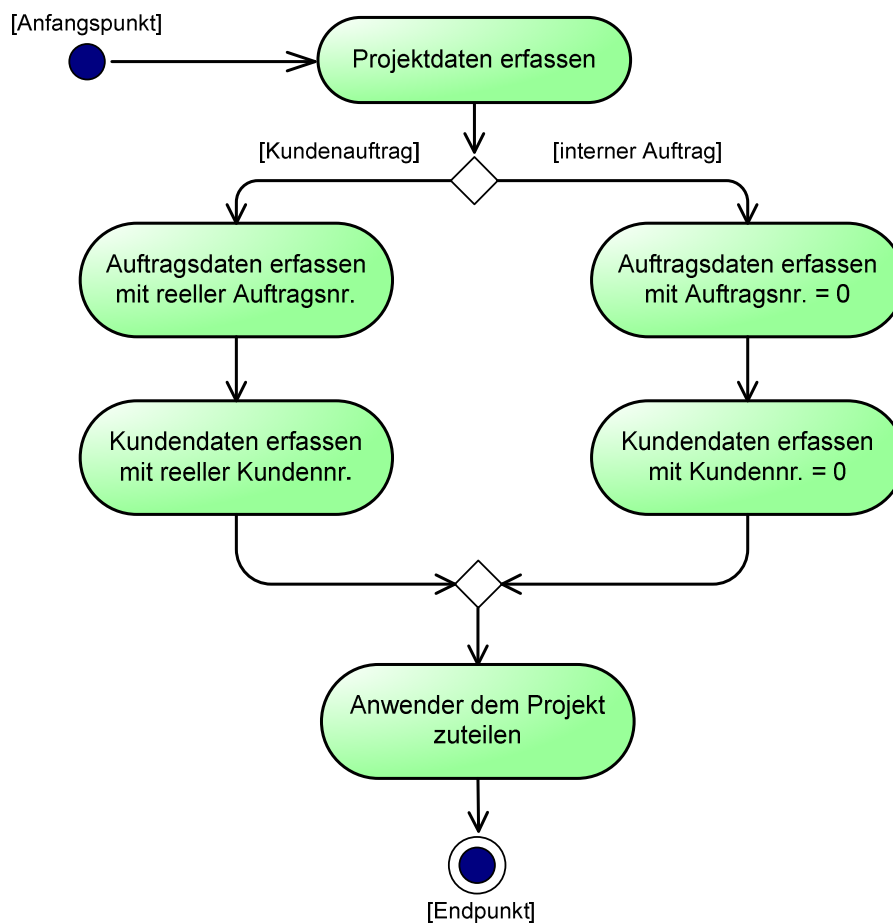 [Anfangspunkt]
Projektdaten erfassen
[Kundenauftrag]
[interner Auftrag]
Auftragsdaten erfassen
mit reeller Auftragsnr.
Auftragsdaten erfassen
mit Auftragsnr. = 0
Kundendaten erfassen
mit reeller Kundennr.
Kundendaten erfassen
mit Kundennr. = 0
Anwender dem Projekt
zuteilen
[Endpunkt]